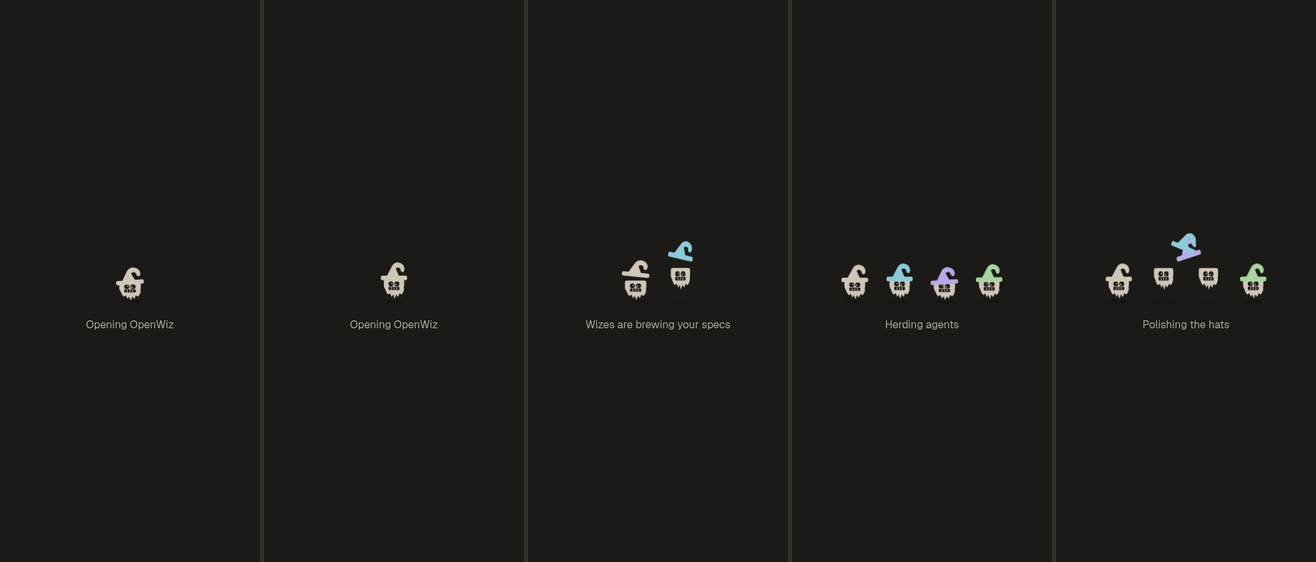 Opening OpenWiz
Opening OpenWiz
Wizes are brewing your specs
Herding agents
Polishing the hats